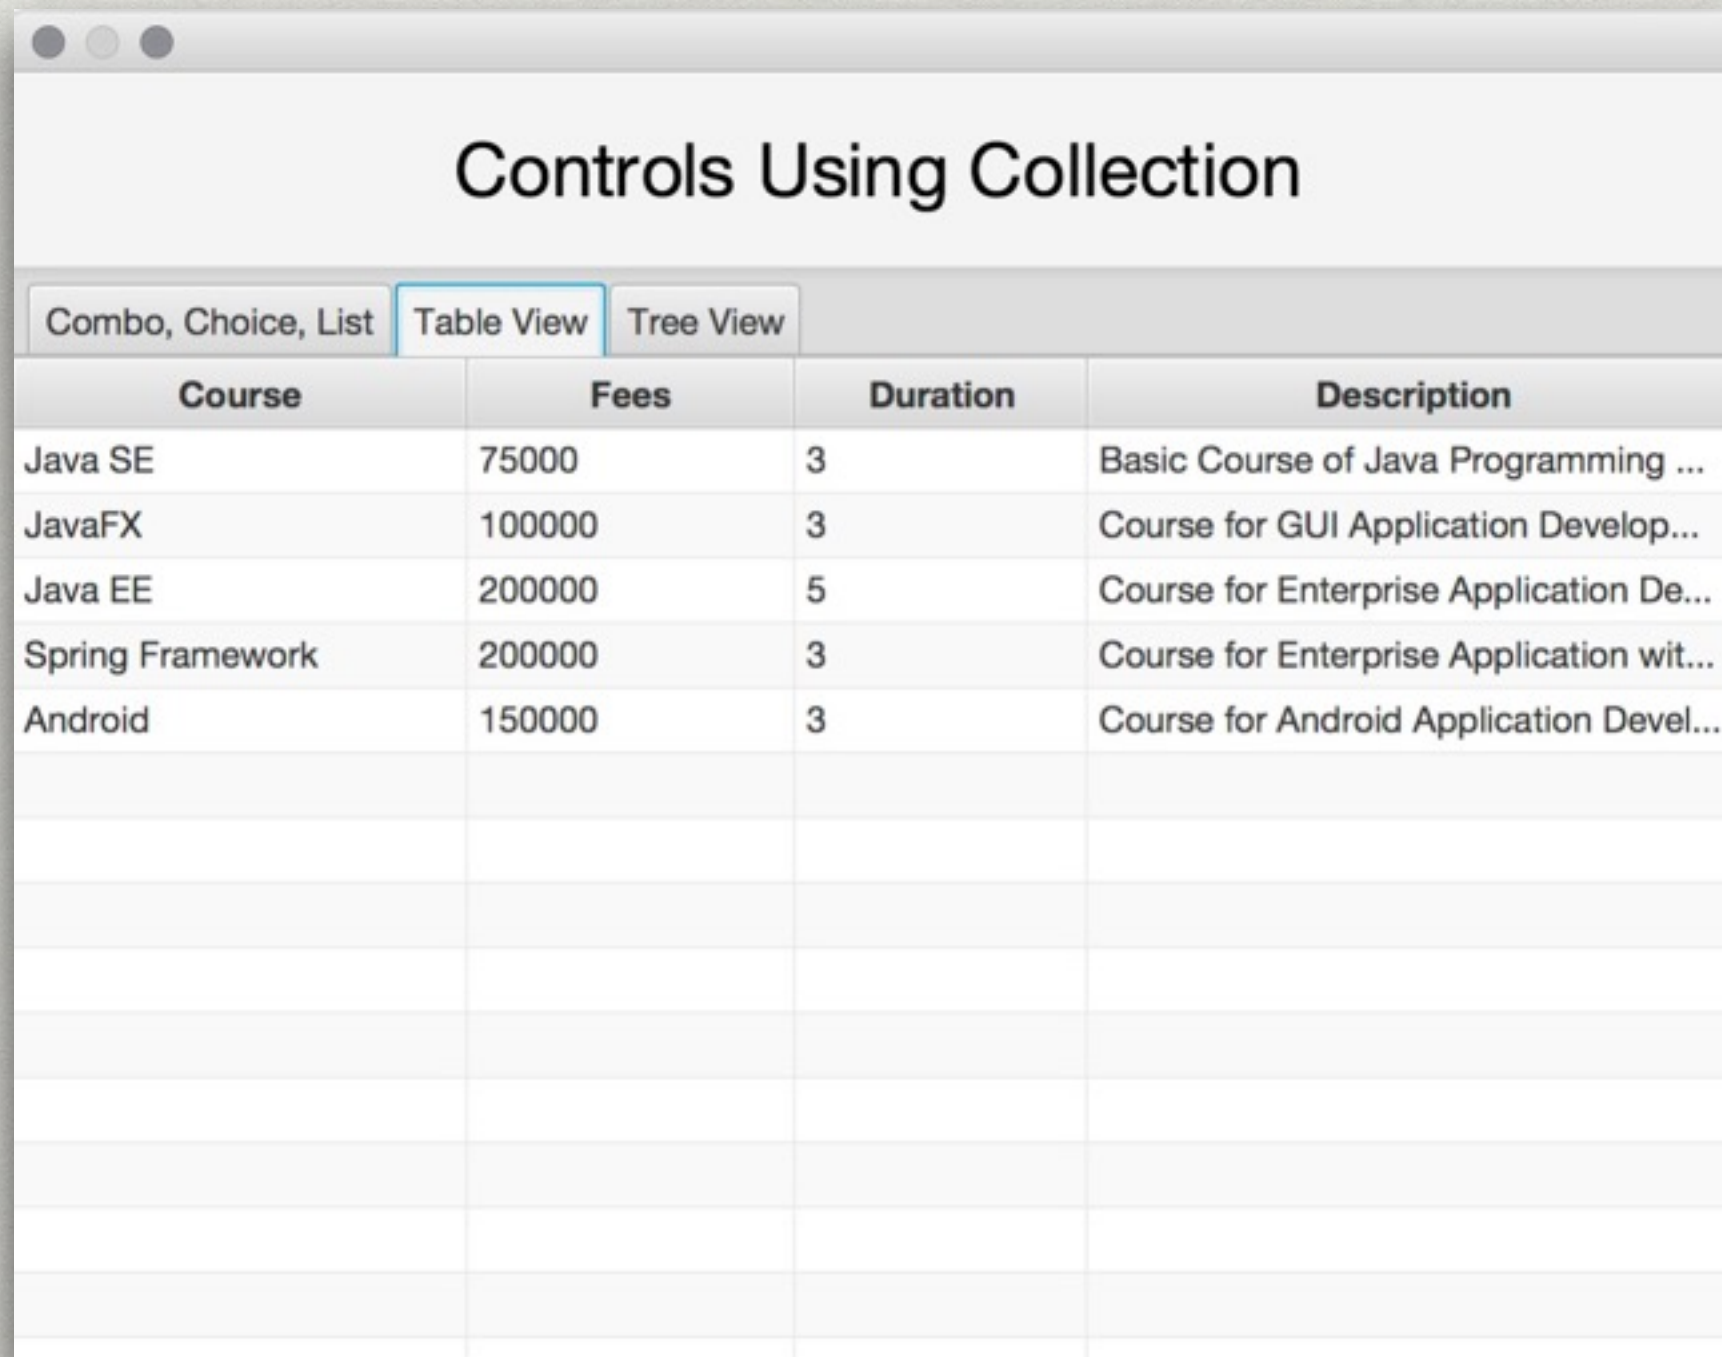 Controls Using Collection
Combo, Choice, List Table View Tree View
Course Fees Duration Description
Java SE 75000 3 Basic Course of Java Programming ...
JavaFX 100000 3 Course for GUI Application Develop...
Java EE 200000 5 Course for Enterprise Application De...
Spring Framework 200000 3 Course for Enterprise Application wit...
Android 150000 3 Course for Android Application Devel...